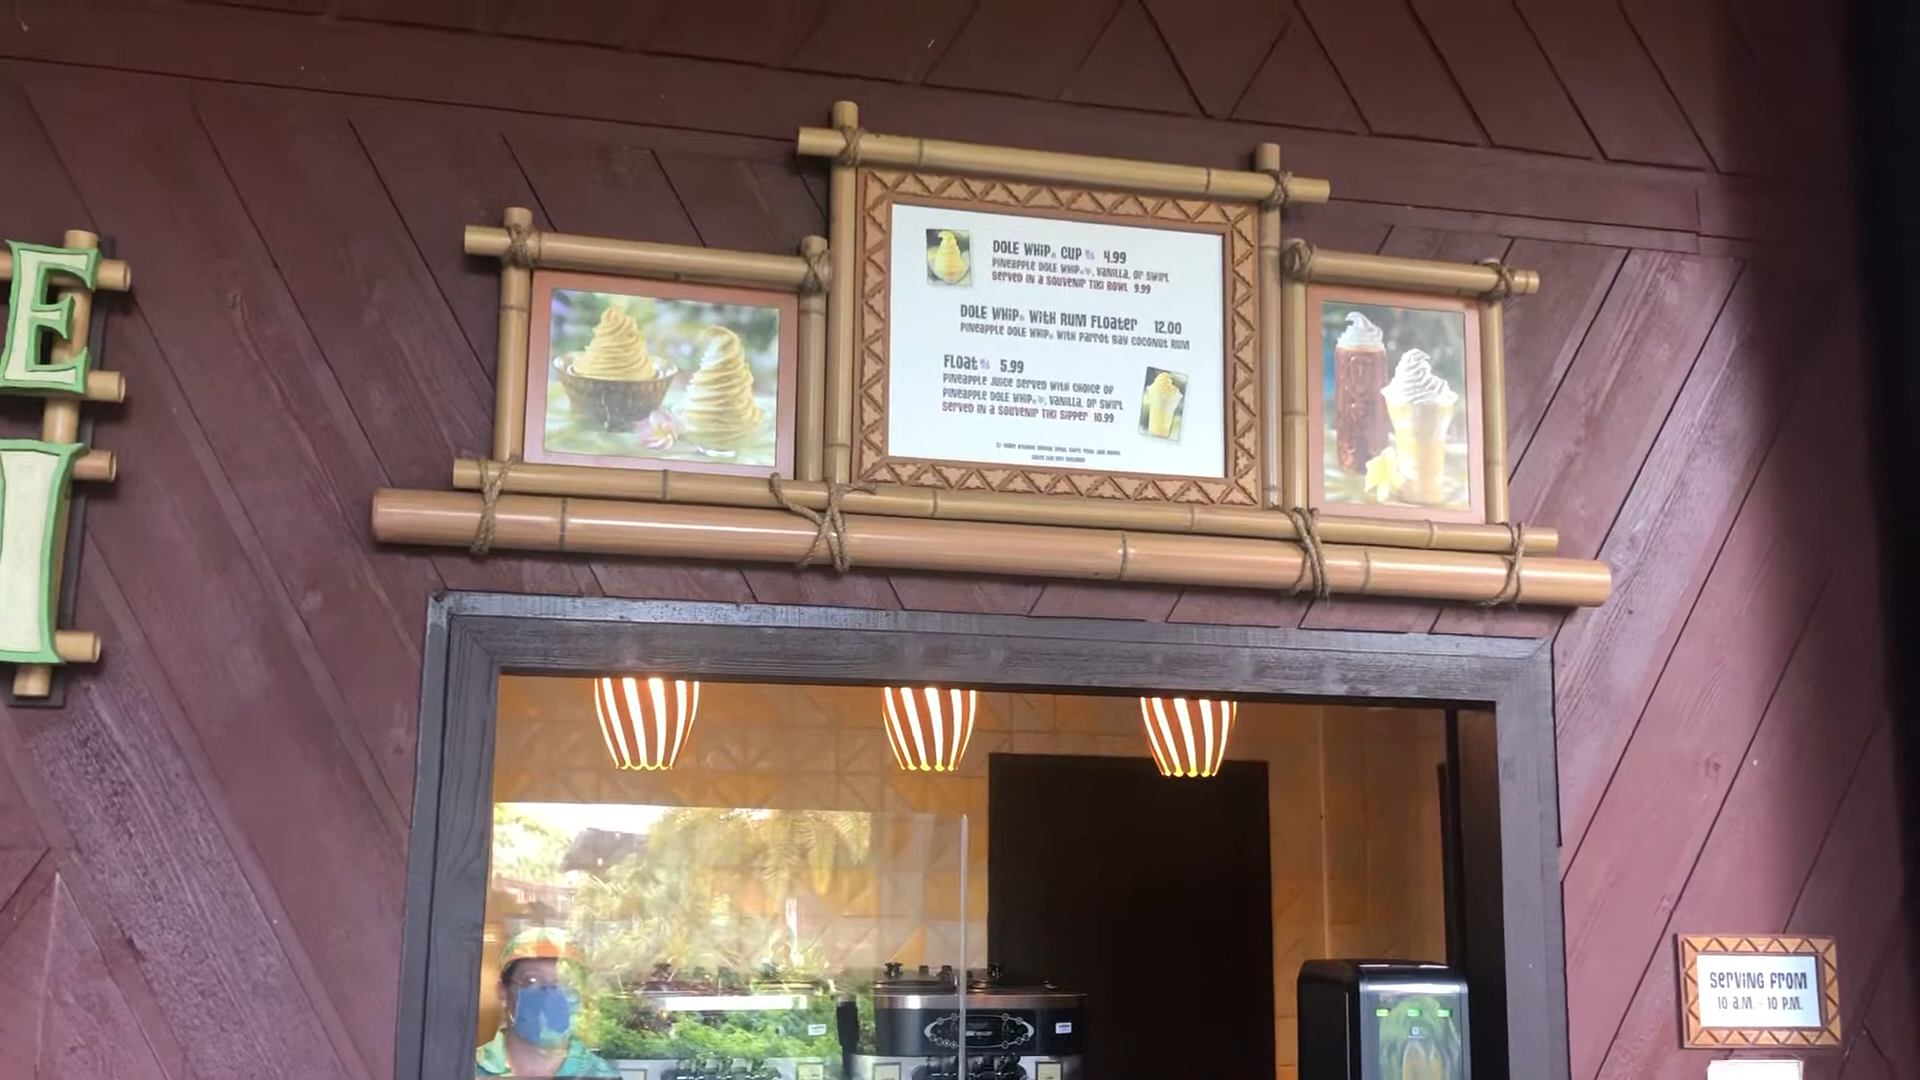 E
I
DOLE WHIP® CUP 4.99
PINEAPPLE DOLE WHIP®, VANILLA, OR SWIRL
SERVED IN A SOUVENIR TIKI BOWL 9.99
DOLE WHIP® WITH RUM FLOATER 12.00
PINEAPPLE DOLE WHIP® WITH PARROT BAY COCONUT RUM
FLOAT 5.99
PINEAPPLE JUICE SERVED WITH CHOICE OF
PINEAPPLE DOLE WHIP®, VANILLA, OR SWIRL
SERVED IN A SOUVENIR TIKI SIPPER 10.99
SERVING FROM
10 A.M. - 10 P.M.